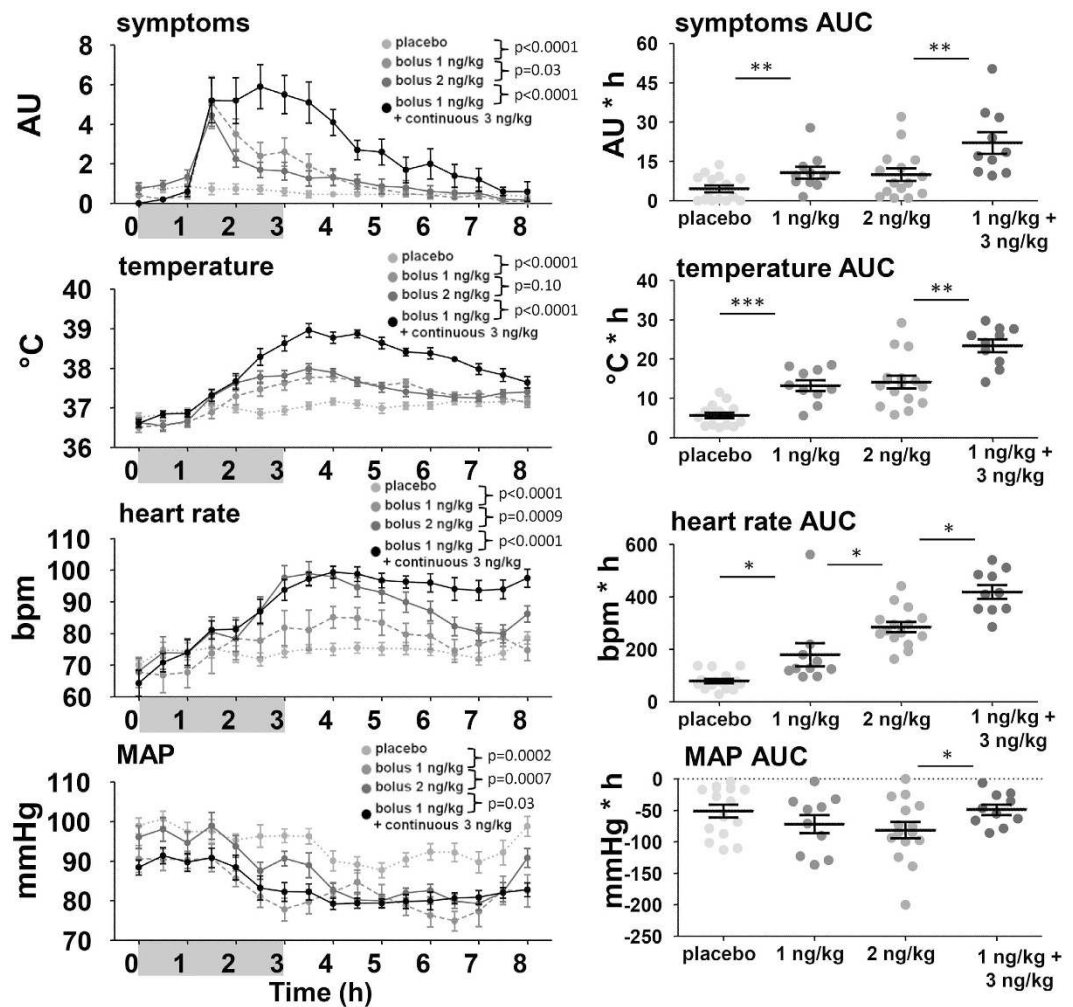 symptoms
AU
8
6
4
2
0
placebo
bolus 1 ng/kg
bolus 2 ng/kg
bolus 1 ng/kg
+ continuous 3 ng/kg
p<0.0001
p=0.03
p<0.0001
0 1 2 3 4 5 6 7 8
symptoms AUC
AU * h
60
45
30
15
0
**
**
placebo
1 ng/kg
2 ng/kg
1 ng/kg +
3 ng/kg
temperature
°C
40
39
38
37
36
placebo
bolus 1 ng/kg
bolus 2 ng/kg
bolus 1 ng/kg
+ continuous 3 ng/kg
p<0.0001
p=0.10
p<0.0001
0 1 2 3 4 5 6 7 8
temperature AUC
°C * h
40
30
20
10
0
***
**
placebo
1 ng/kg
2 ng/kg
1 ng/kg +
3 ng/kg
heart rate
bpm
110
100
90
80
70
60
placebo
bolus 1 ng/kg
bolus 2 ng/kg
bolus 1 ng/kg
+ continuous 3 ng/kg
p<0.0001
p=0.0009
p<0.0001
0 1 2 3 4 5 6 7 8
heart rate AUC
bpm * h
600
400
200
0
*
*
*
placebo
1 ng/kg
2 ng/kg
1 ng/kg +
3 ng/kg
MAP
mmHg
110
100
90
80
70
placebo
bolus 1 ng/kg
bolus 2 ng/kg
bolus 1 ng/kg
+ continuous 3 ng/kg
p=0.0002
p=0.0007
p=0.03
0 1 2 3 4 5 6 7 8
Time (h)
MAP AUC
mmHg * h
0
-50
-100
-150
-200
-250
*
placebo
1 ng/kg
2 ng/kg
1 ng/kg +
3 ng/kg